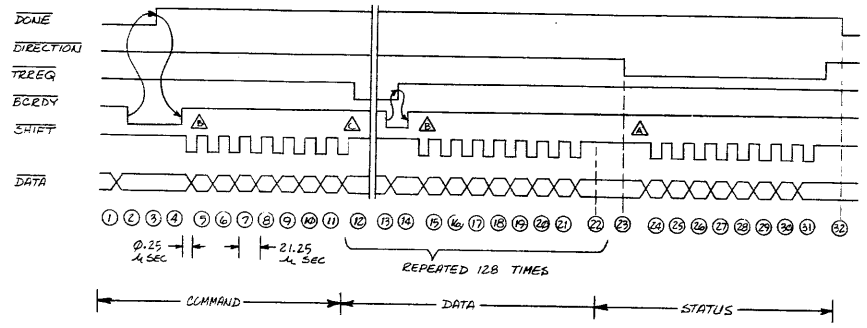 DONE
DIRECTION
TRREQ
BCRDY
SHIFT
DATA
B C B A
1 2 3 4 5 6 7 8 9 10 11 12 13 14 15 16 17 18 19 20 21 22 23 24 25 26 27 28 29 30 31 32
0.25 μ SEC
21.25 μ SEC
REPEATED 128 TIMES
COMMAND DATA STATUS